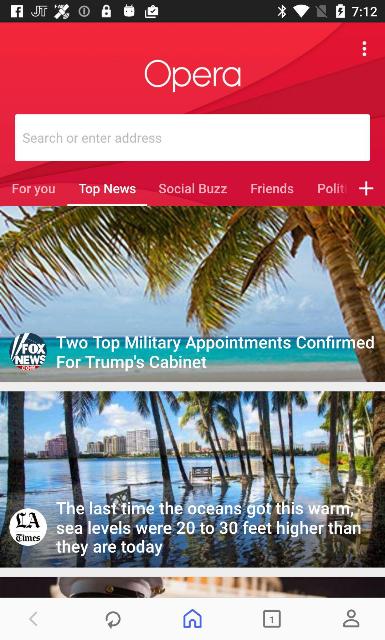 7:12
Opera
Search or enter address
For you Top News Social Buzz Friends Politi
FOX
NEWS
.com
Two Top Military Appointments Confirmed
For Trump's Cabinet
LA
Times
The last time the oceans got this warm,
sea levels were 20 to 30 feet higher than
they are today
1